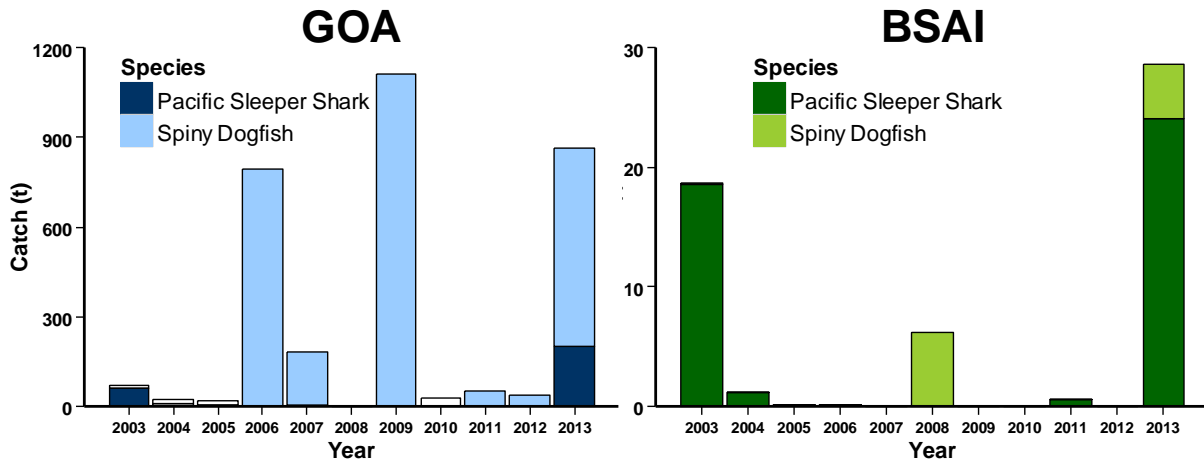 GOA
1200
900
600
300
0
Catch (t)
Species
Pacific Sleeper Shark
Spiny Dogfish
2003 2004 2005 2006 2007 2008 2009 2010 2011 2012 2013
Year
BSAI
30
20
10
0
Species
Pacific Sleeper Shark
Spiny Dogfish
2003 2004 2005 2006 2007 2008 2009 2010 2011 2012 2013
Year